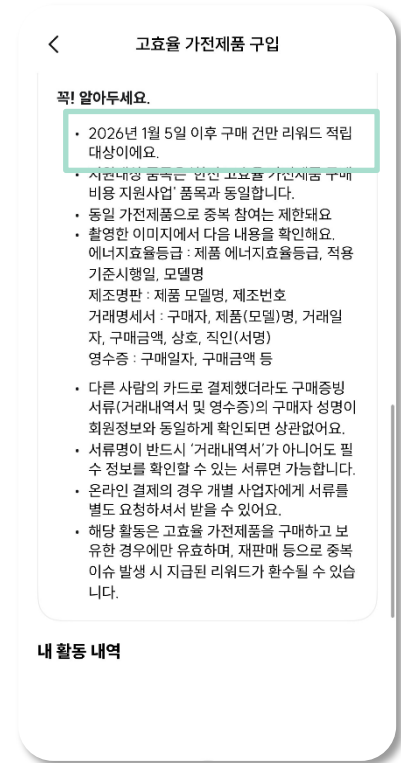 고효율 가전제품 구입
꼭! 알아두세요.
• 2026년 1월 5일 이후 구매 건만 리워드 적립
대상이에요.
• 지원대상 품목은 '한전 고효율 가전제품 구매
비용 지원사업' 품목과 동일합니다.
• 동일 가전제품으로 중복 참여는 제한돼요
• 촬영한 이미지에서 다음 내용을 확인해요.
에너지효율등급 : 제품 에너지효율등급, 적용
기준시행일, 모델명
제조명판 : 제품 모델명, 제조번호
거래명세서 : 구매자, 제품(모델)명, 거래일
자, 구매금액, 상호, 직인(서명)
영수증 : 구매일자, 구매금액 등
• 다른 사람의 카드로 결제했더라도 구매증빙
서류(거래내역서 및 영수증)의 구매자 성명이
회원정보와 동일하게 확인되면 상관없어요.
• 서류명이 반드시 '거래내역서'가 아니어도 필
수 정보를 확인할 수 있는 서류면 가능합니다.
• 온라인 결제의 경우 개별 사업자에게 서류를
별도 요청하셔서 받을 수 있어요.
• 해당 활동은 고효율 가전제품을 구매하고 보
유한 경우에만 유효하며, 재판매 등으로 중복
이슈 발생 시 지급된 리워드가 환수될 수 있습
니다.
내 활동 내역